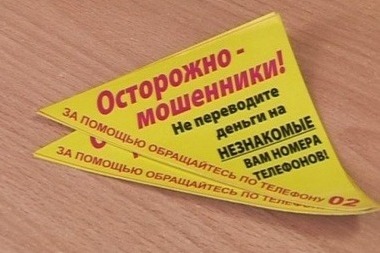 Осторожно -
мошенники!
Не переводите
деньги на
НЕЗНАКОМЫЕ
ВАМ НОМЕРА
ТЕЛЕФОНОВ!
ЗА ПОМОЩЬЮ ОБРАЩАЙТЕСЬ ПО ТЕЛЕФОНУ 02
ЗА ПОМОЩЬЮ ОБРАЩАЙТЕСЬ ПО ТЕЛЕФОНУ